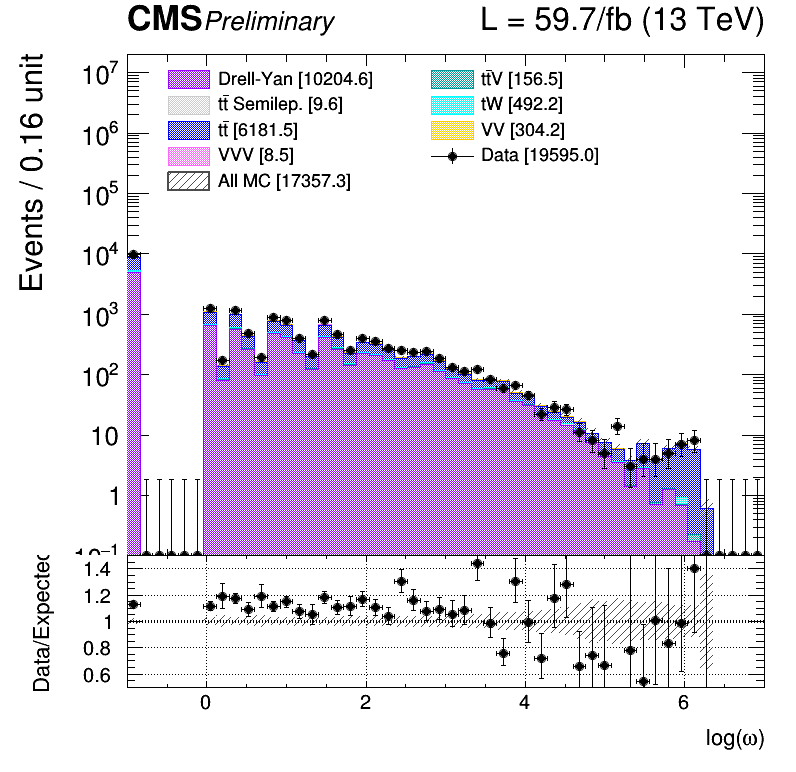 CMS Preliminary L = 59.7/fb (13 TeV)
Events / 0.16 unit
10⁷
10⁶
10⁵
10⁴
10³
10²
10
1
10⁻¹
Drell-Yan [10204.6]
tt̄ Semilep. [9.6]
tt̄ [6181.5]
VVV [8.5]
All MC [17357.3]
tt̄V [156.5]
tW [492.2]
VV [304.2]
Data [19595.0]
Data/Expected
1.4
1.2
1
0.8
0.6
0 2 4 6
log(ω)